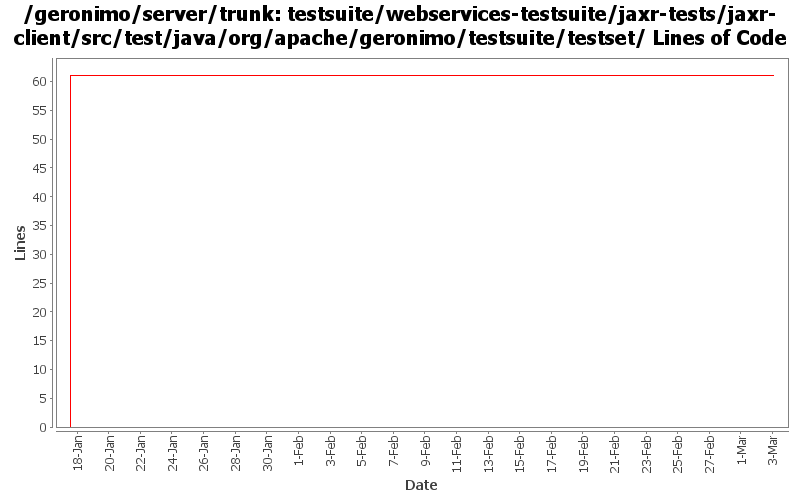 /geronimo/server/trunk: testsuite/webservices-testsuite/jaxr-tests/jaxr-
client/src/test/java/org/apache/geronimo/testsuite/testset/ Lines of Code
60
55
50
45
40
35
30
25
20
15
10
5
0
Lines
18-Jan
20-Jan
22-Jan
24-Jan
26-Jan
28-Jan
30-Jan
1-Feb
3-Feb
5-Feb
7-Feb
9-Feb
11-Feb
13-Feb
15-Feb
17-Feb
19-Feb
21-Feb
23-Feb
25-Feb
27-Feb
1-Mar
3-Mar
Date